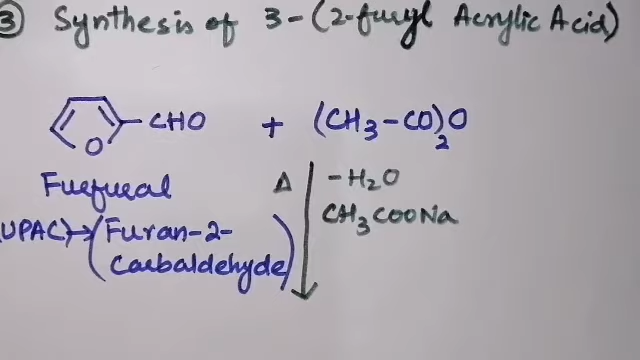 ③ Synthesis of 3-(2-furyl Acrylic Acid)
O -CHO + (CH3-CO)2O
Furfural Δ -H2O
UPAC)→(Furan-2- CH3COONa
Carbaldehyde)